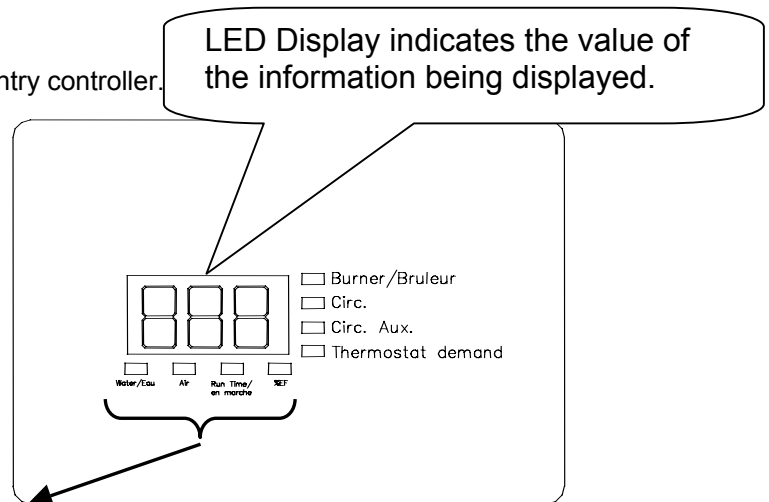 LED Display indicates the value of
the information being displayed.
ntry controller.
Burner/Bruleur
Circ.
Circ. Aux.
Thermostat demand
Water/Eau Air Run Time/ %EF
en marche